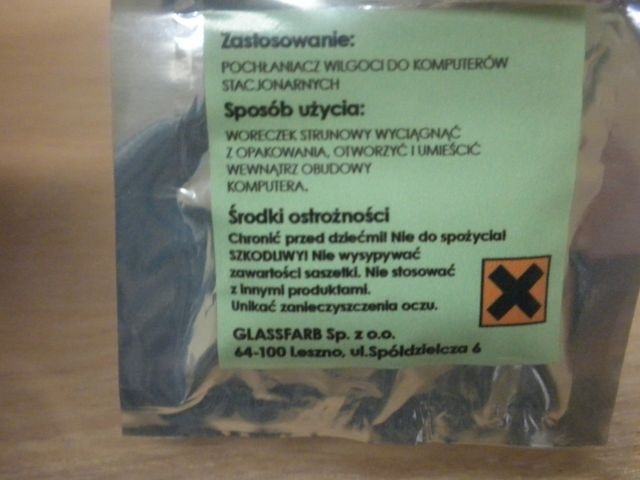 Zastosowanie:
POCHŁANIACZ WILGOCI DO KOMPUTERÓW
STACJONARNYCH
Sposób użycia:
WORECZEK STRUNOWY WYCIĄGNĄĆ
Z OPAKOWANIA, OTWORZYĆ I UMIEŚCIĆ
WEWNĄTRZ OBUDOWY
KOMPUTERA.
Środki ostrożności
Chronić przed dziećmi! Nie do spożycia!
SZKODLIWY! Nie wysypywać
zawartości saszetki. Nie stosować
z innymi produktami.
Unikać zanieczyszczenia oczu.
GLASSFARB Sp. z o.o.
64-100 Leszno, ul.Spółdzielcza 6